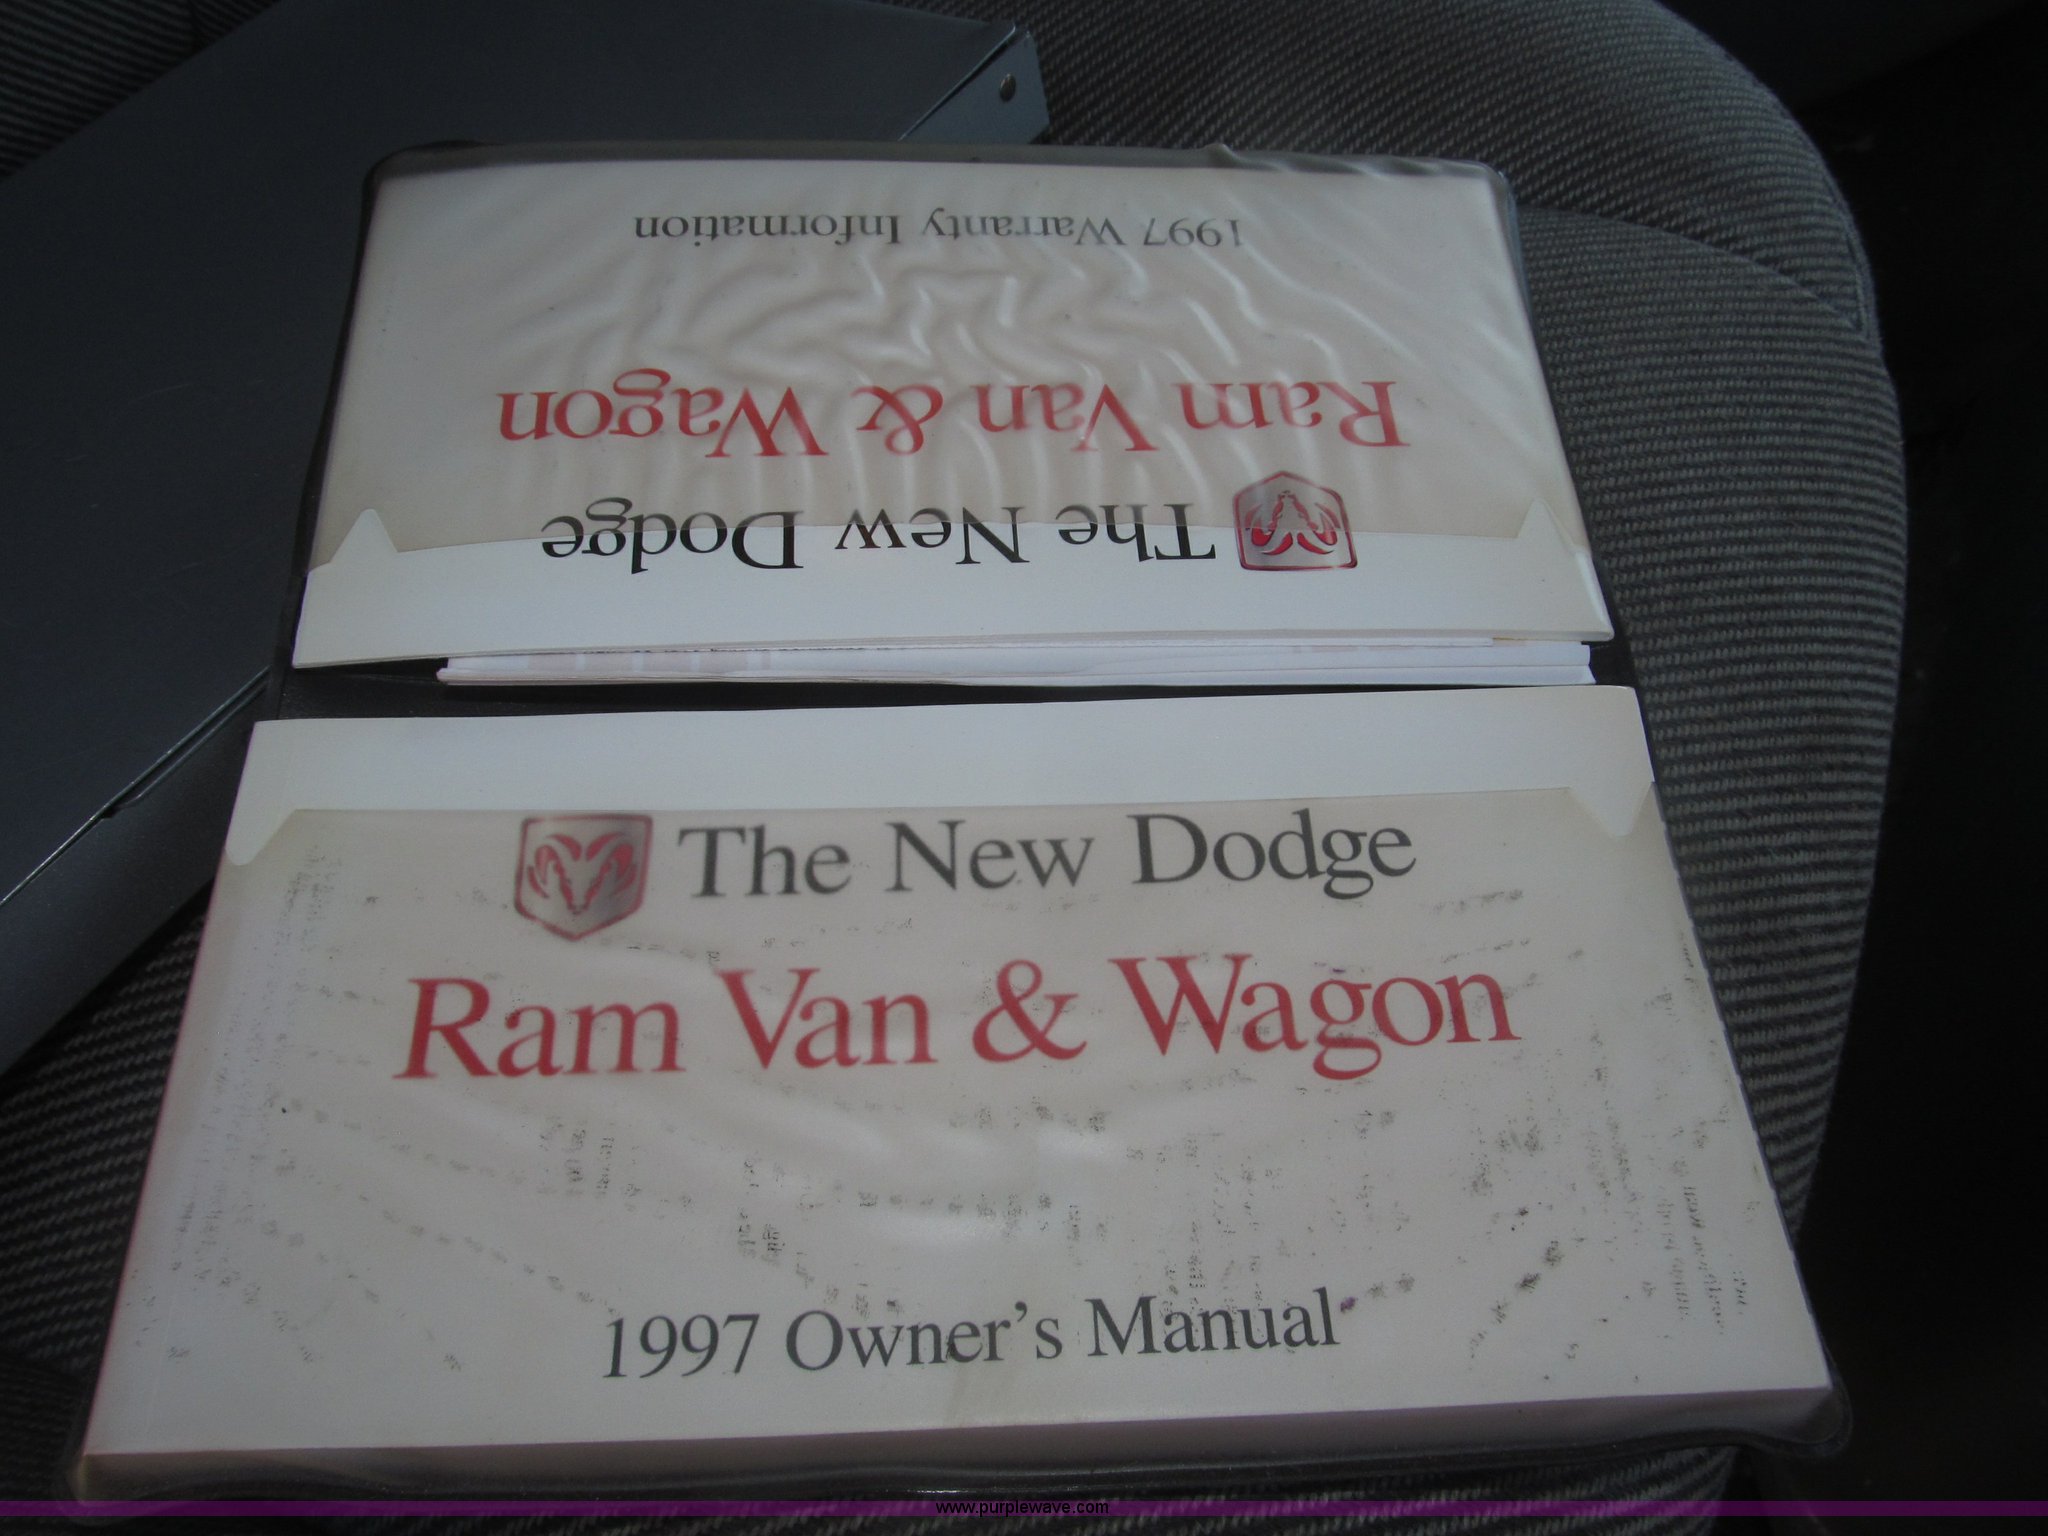 1997 Warranty Information
Ram Van & Wagon
The New Dodge
The New Dodge
Ram Van & Wagon
1997 Owner's Manual
www.purplewave.com